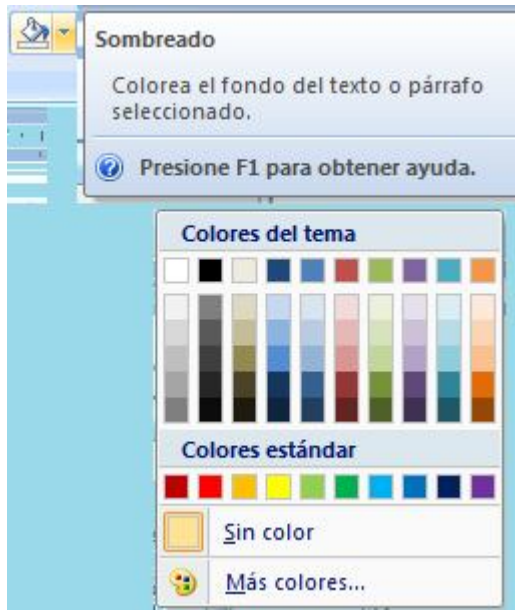 Sombreado
Colorea el fondo del texto o párrafo
seleccionado.
Presione F1 para obtener ayuda.
Colores del tema
Colores estándar
Sin color
Más colores...